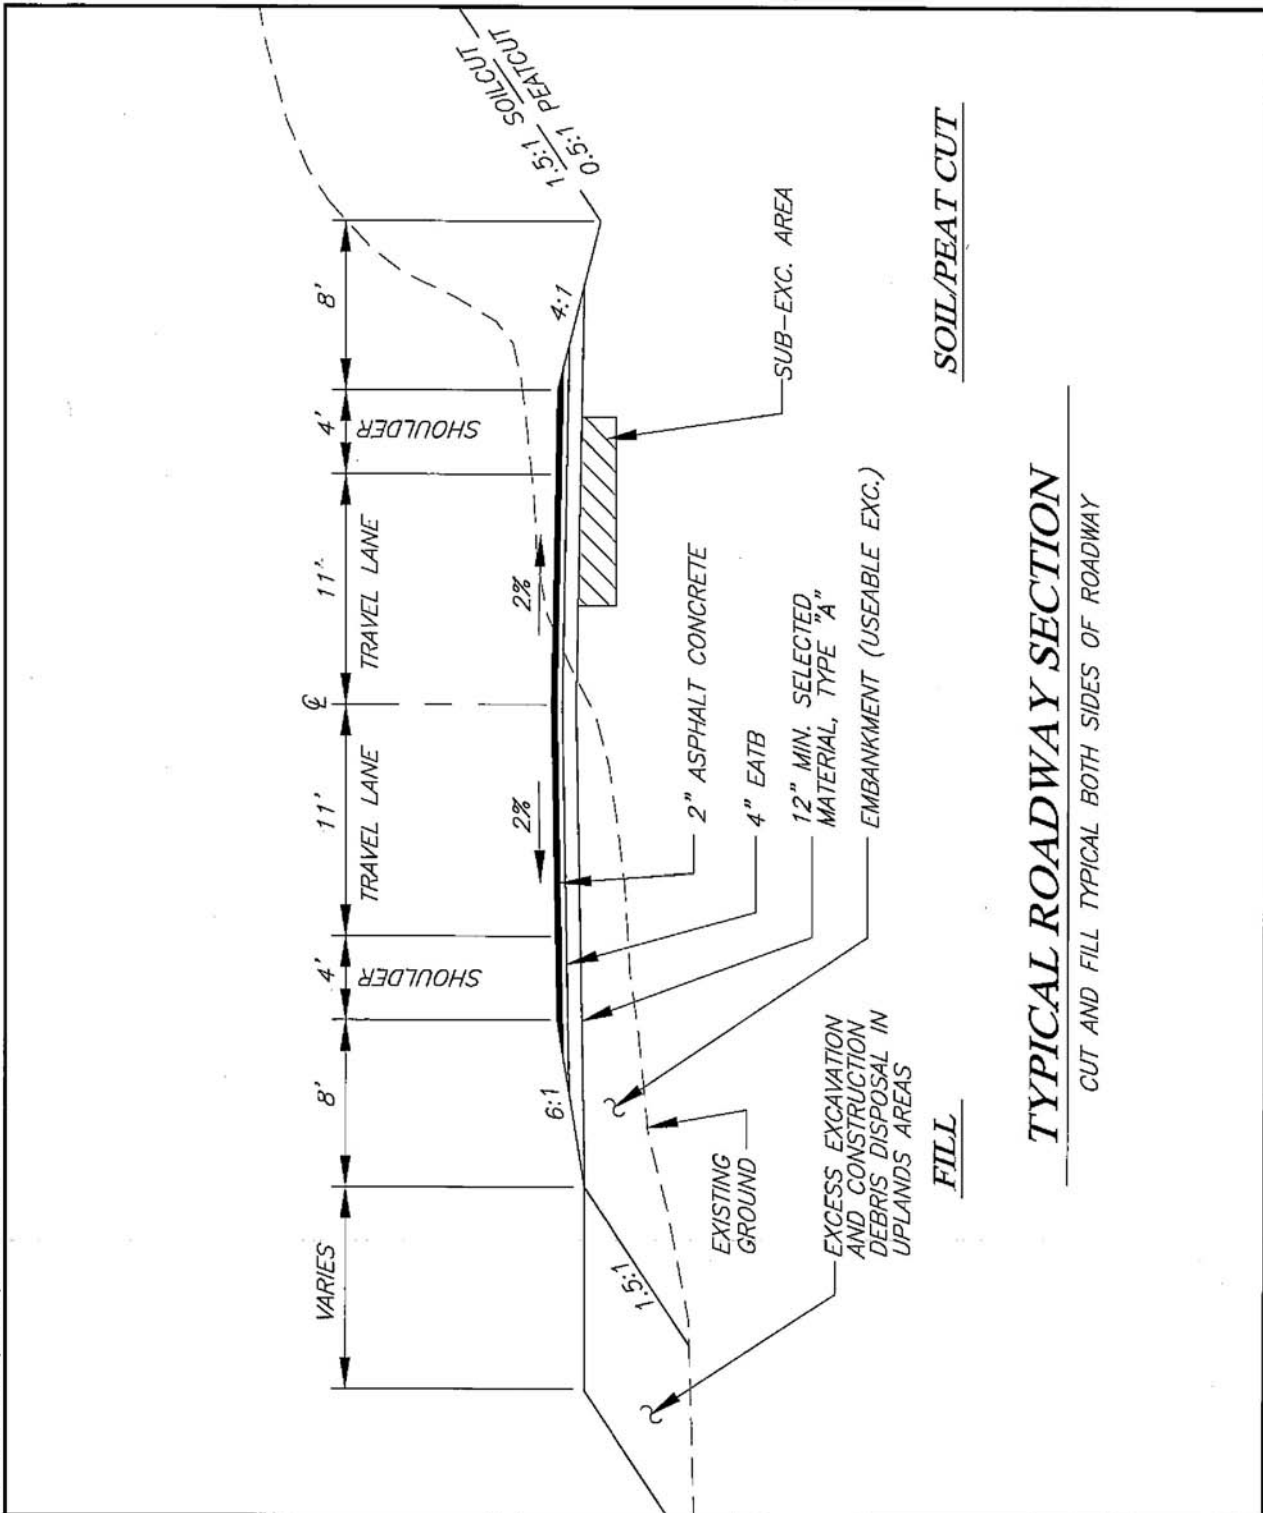 VARIES
8'
4'
11'
℄
11'
4'
8'
SHOULDER
TRAVEL LANE
TRAVEL LANE
SHOULDER
1.5:1 SOILCUT
0.5:1 PEATCUT
2%
2%
6:1
4:1
1.5:1
EXISTING
GROUND
2" ASPHALT CONCRETE
4" EATB
12" MIN. SELECTED
MATERIAL, TYPE "A"
EMBANKMENT (USEABLE EXC.)
SUB-EXC. AREA
EXCESS EXCAVATION
AND CONSTRUCTION
DEBRIS DISPOSAL IN
UPLANDS AREAS
FILL
SOIL/PEAT CUT
TYPICAL ROADWAY SECTION
CUT AND FILL TYPICAL BOTH SIDES OF ROADWAY